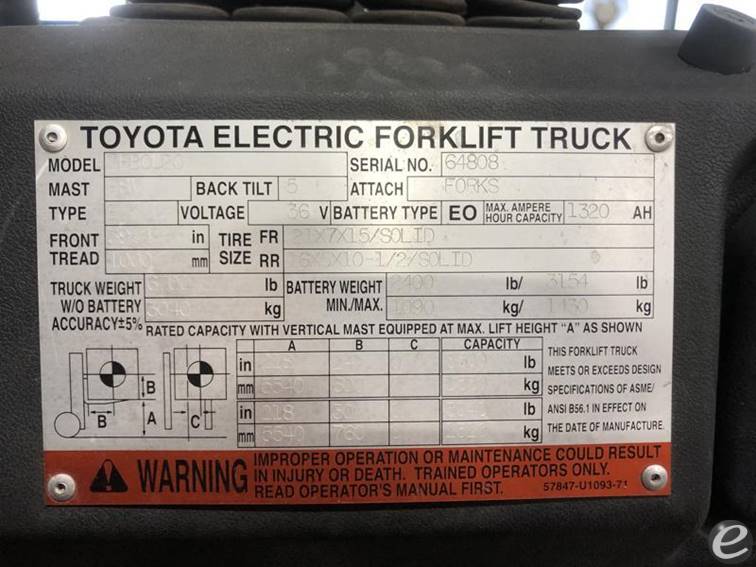 TOYOTA ELECTRIC FORKLIFT TRUCK
MODEL SERIAL NO. 64808
MAST BACK TILT 5 ATTACH FORKS
TYPE VOLTAGE 36 V BATTERY TYPE EO MAX. AMPERE HOUR CAPACITY 1320 AH
FRONT TREAD in TIRE SIZE FR 21X7X15/SOLID
mm RR 16X5X10-1/2/SOLID
TRUCK WEIGHT lb BATTERY WEIGHT 2400 lb/ 3154 lb
W/O BATTERY kg MIN./MAX. 1090 kg/ 1430 kg
ACCURACY±5% RATED CAPACITY WITH VERTICAL MAST EQUIPPED AT MAX. LIFT HEIGHT "A" AS SHOWN
A B C CAPACITY
in 218 lb
mm 5540 kg
in 218 lb
mm 5540 760 kg
B
A
B
C
THIS FORKLIFT TRUCK
MEETS OR EXCEEDS DESIGN
SPECIFICATIONS OF ASME/
ANSI B56.1 IN EFFECT ON
THE DATE OF MANUFACTURE.
WARNING
IMPROPER OPERATION OR MAINTENANCE COULD RESULT
IN INJURY OR DEATH. TRAINED OPERATORS ONLY.
READ OPERATOR'S MANUAL FIRST. 57847-U1093-71
e